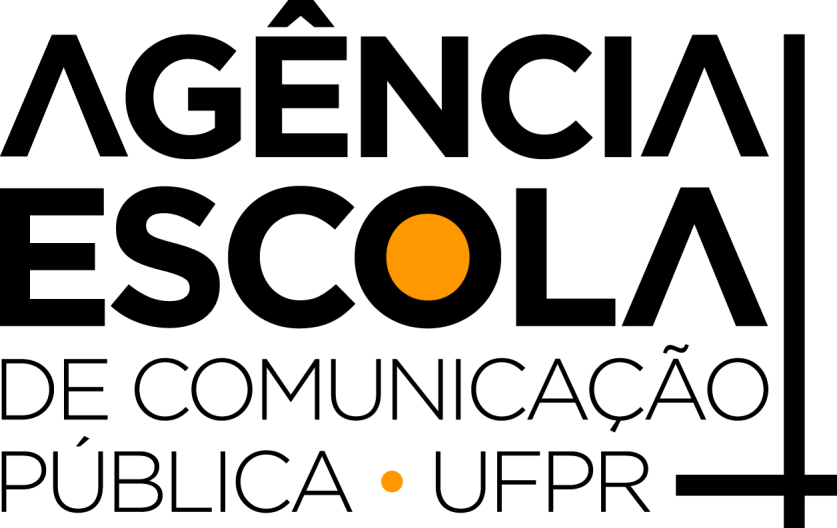 AGÊNCIA
ESCOLA
DE COMUNICAÇÃO
PÚBLICA • UFPR